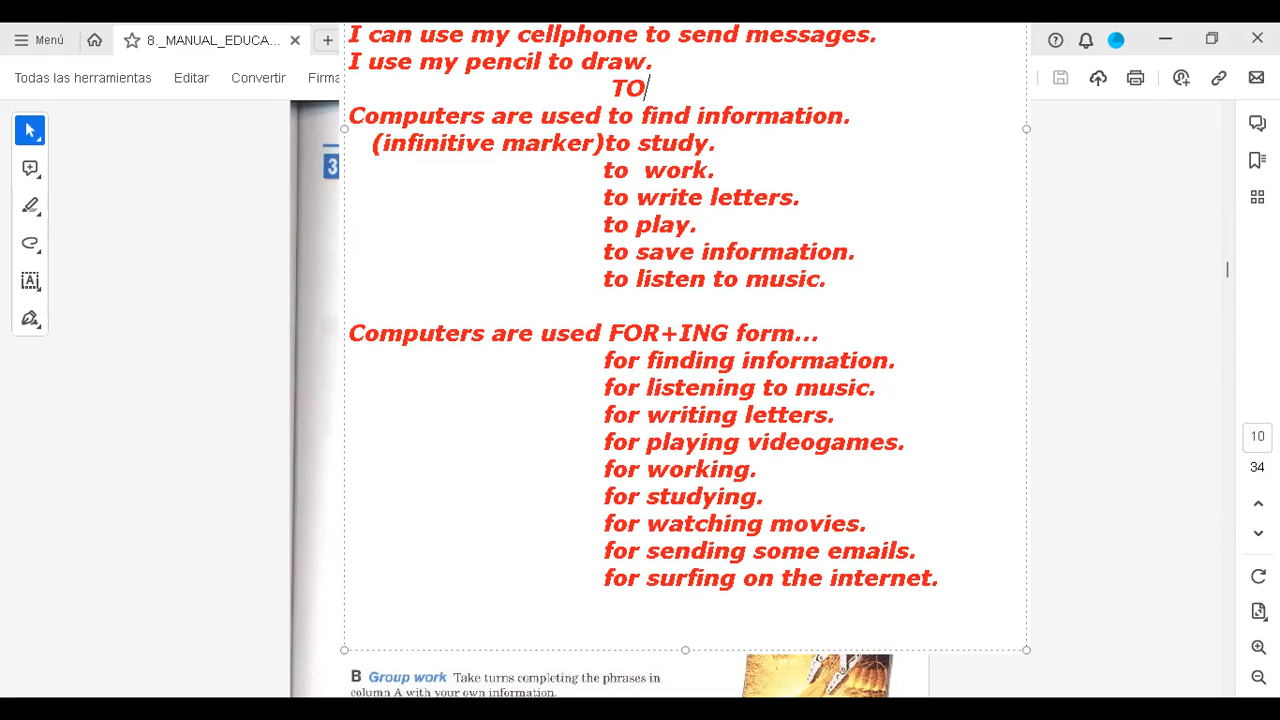 Menú
8._MANUAL_EDUCA...
I can use my cellphone to send messages.
Todas las herramientas Editar Convertir Firma
I use my pencil to draw.
TO
Computers are used to find information.
(infinitive marker)to study.
to work.
to write letters.
to play.
to save information.
to listen to music.
Computers are used FOR+ING form...
for finding information.
for listening to music.
for writing letters.
for playing videogames.
for working.
for studying.
for watching movies.
for sending some emails.
for surfing on the internet.
3
10
34
B Group work Take turns completing the phrases in
column A with your own information.